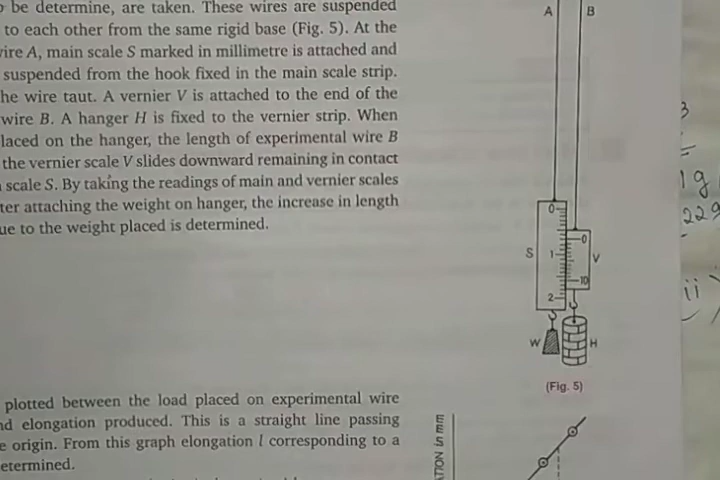 be determine, are taken. These wires are suspended
to each other from the same rigid base (Fig. 5). At the
wire A, main scale S marked in millimetre is attached and
suspended from the hook fixed in the main scale strip.
he wire taut. A vernier V is attached to the end of the
wire B. A hanger H is fixed to the vernier strip. When
laced on the hanger, the length of experimental wire B
the vernier scale V slides downward remaining in contact
scale S. By taking the readings of main and vernier scales
ter attaching the weight on hanger, the increase in length
ue to the weight placed is determined.
A B
0
0
S 1 V
10
2
W H
(Fig. 5)
3
1g
229
ii)
plotted between the load placed on experimental wire
nd elongation produced. This is a straight line passing
e origin. From this graph elongation l corresponding to a
etermined.